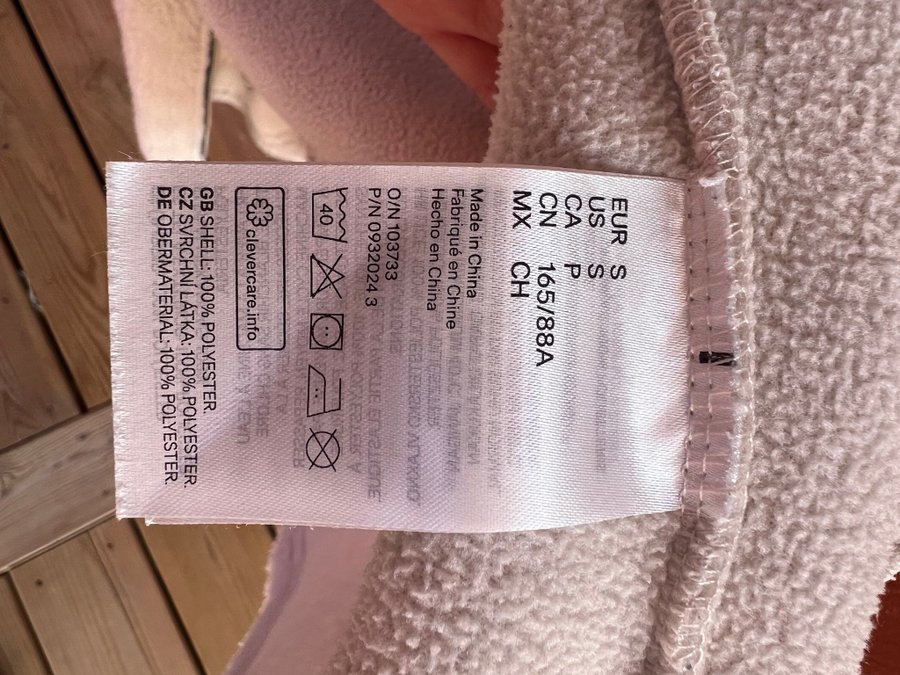 EUR S
US S
CA P
CN 165/88A
MX CH
Made in China
Fabriqué en Chine
Hecho en China
O/N 103733
P/N 0932024 3
40
clevercare.info
GB SHELL: 100% POLYESTER.
CZ SVRCHNÍ LÁTKA: 100% POLYESTER.
DE OBERMATERIAL: 100% POLYESTER.